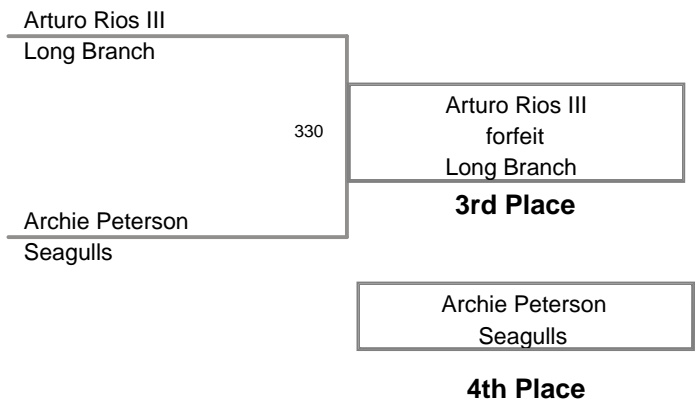 Arturo Rios III
Long Branch
330
Arturo Rios III
forfeit
Long Branch
3rd Place
Archie Peterson
Seagulls
Archie Peterson
Seagulls
4th Place